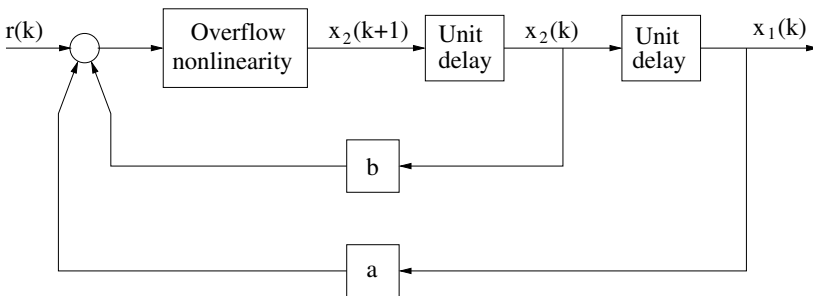 r(k)
Overflow
nonlinearity
x₂(k+1)
Unit
delay
x₂(k)
Unit
delay
x₁(k)
b
a